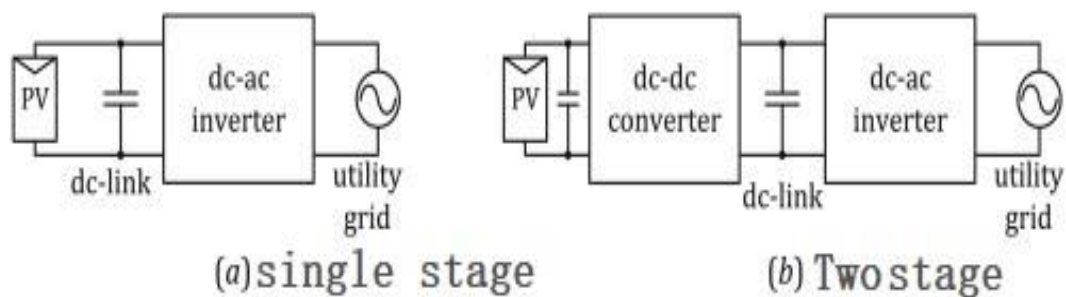 PV
dc-ac
inverter
dc-link
utility
grid
(a) single stage
PV
dc-dc
converter
dc-link
dc-ac
inverter
utility
grid
(b) Twostage